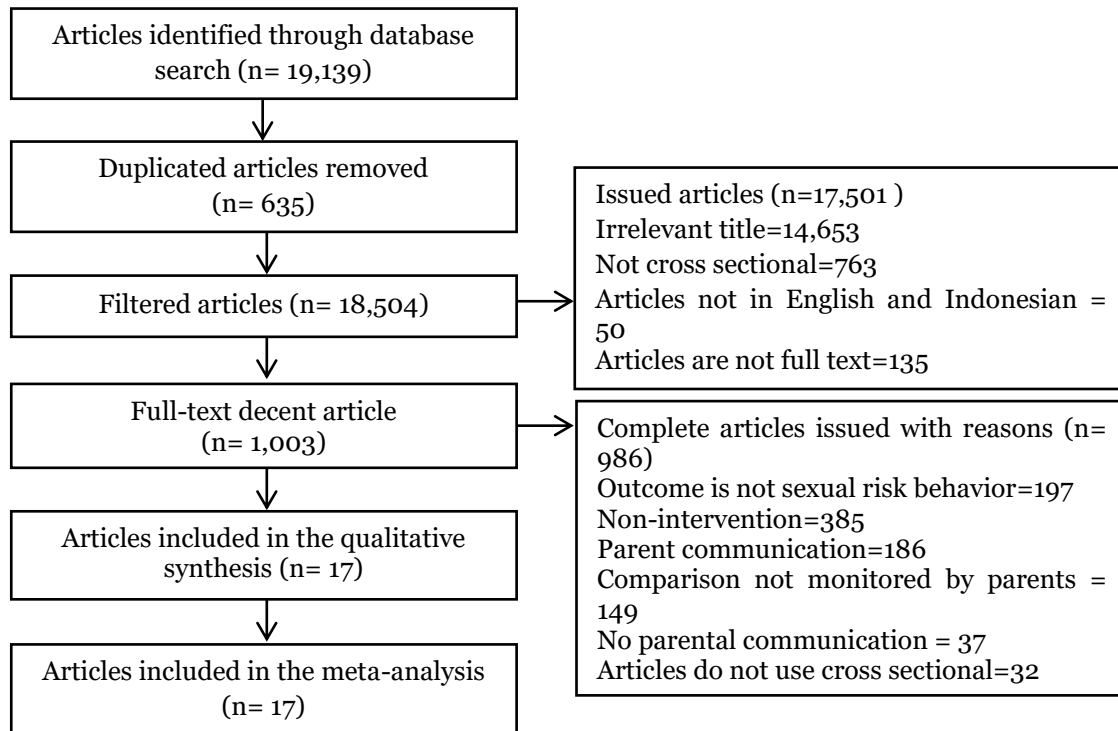 Articles identified through database
search (n= 19,139)
Duplicated articles removed
(n= 635)
Filtered articles (n= 18,504)
Issued articles (n=17,501 )
Irrelevant title=14,653
Not cross sectional=763
Articles not in English and Indonesian =
50
Articles are not full text=135
Full-text decent article
(n= 1,003)
Complete articles issued with reasons (n=
986)
Outcome is not sexual risk behavior=197
Non-intervention=385
Parent communication=186
Comparison not monitored by parents =
149
No parental communication = 37
Articles do not use cross sectional=32
Articles included in the qualitative
synthesis (n= 17)
Articles included in the meta-analysis
(n= 17)